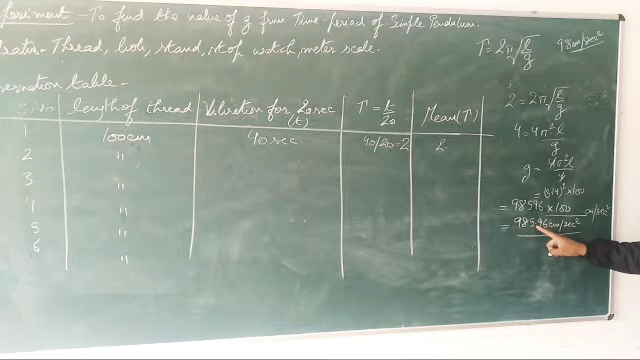 periment - To find the value of g from Time-period of Simple Pendulum.
ratus - Thread, bob, stand, stop watch, meter scale.
servation table -
S.No length of thread Vibration for 20 sec (t) T = t/20 Mean(T)
1 100cm 40 sec 40/20=2 2
2 "
3 "
4 "
5 "
6 "
T = 2π√l/g 98cm/sec²
2 = 2π√l/g
4 = 4π²l/g
g = 4π²l/4
= (3.14)² × 100
= 98596 × 100 cm/sec²
= 985.96 cm/sec²